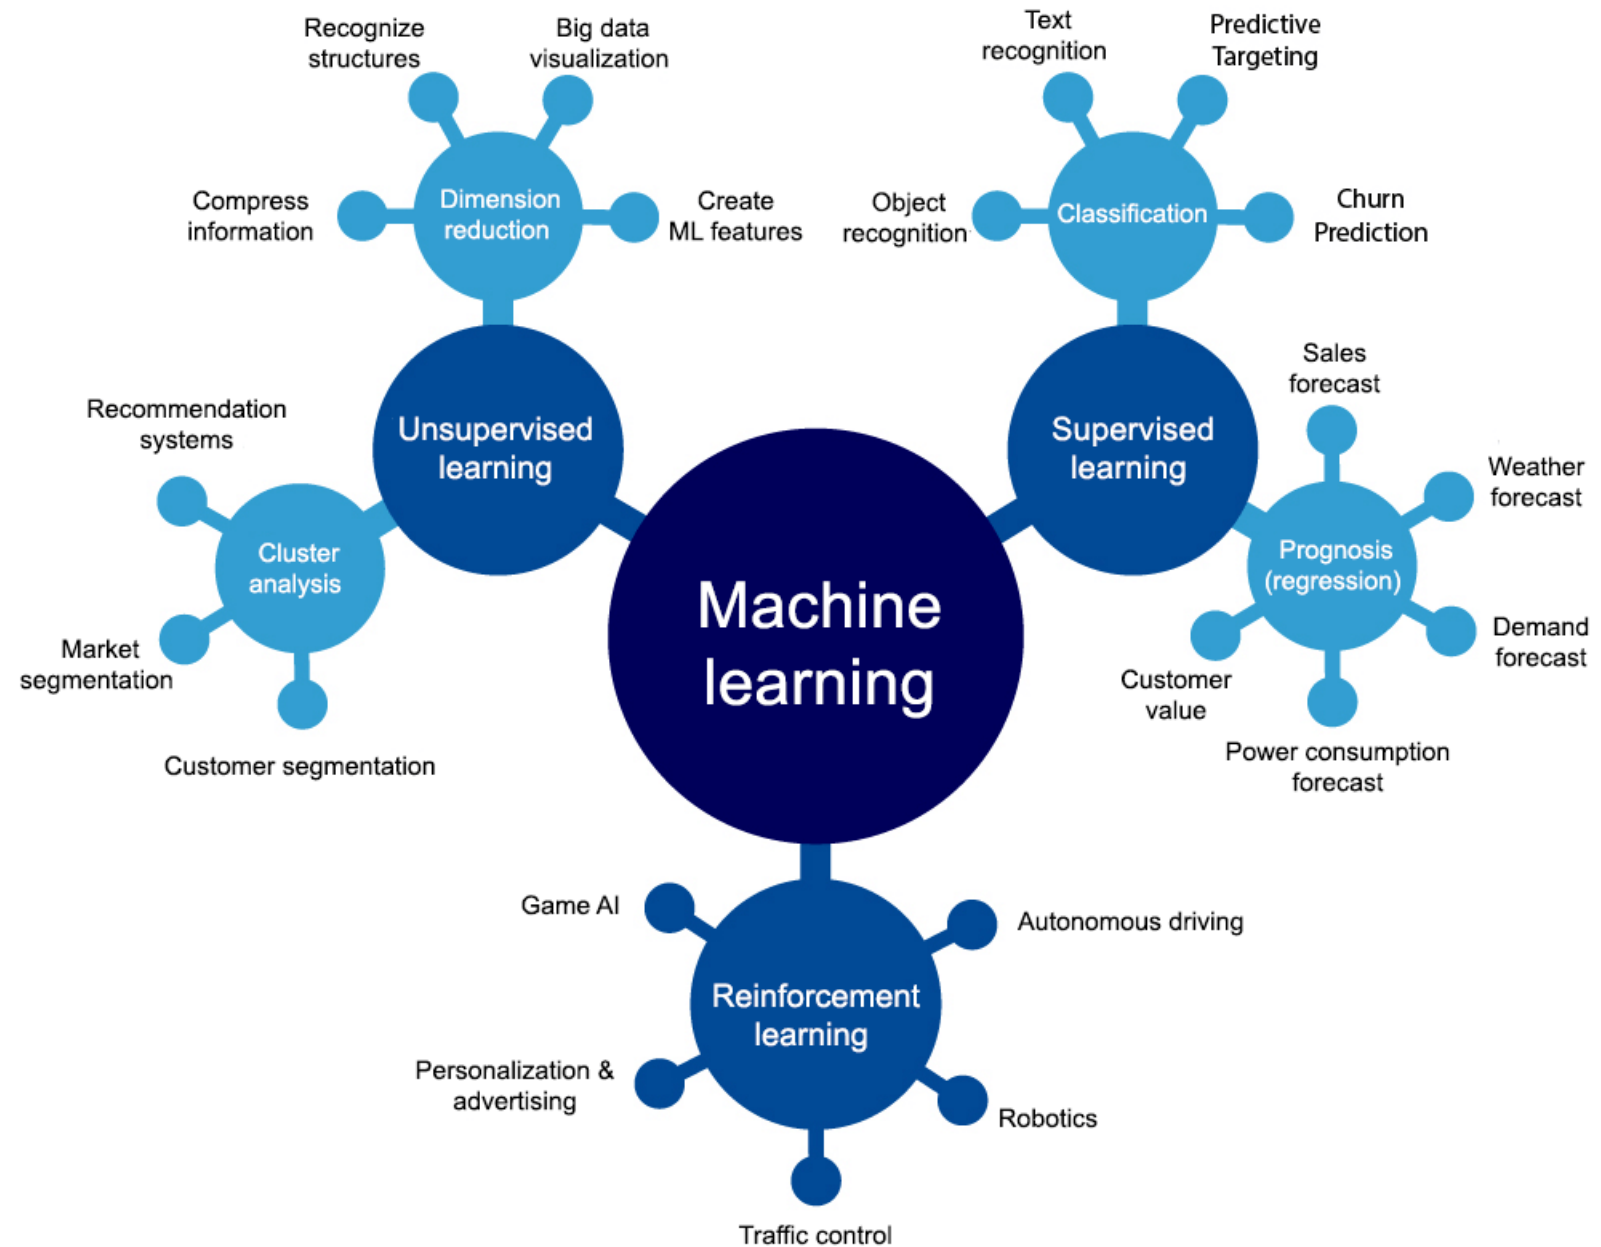 Recognize
structures
Big data
visualization
Compress
information
Dimension
reduction
Create
ML features
Text
recognition
Predictive
Targeting
Object
recognition
Classification
Churn
Prediction
Unsupervised
learning
Supervised
learning
Recommendation
systems
Cluster
analysis
Market
segmentation
Customer segmentation
Sales
forecast
Weather
forecast
Prognosis
(regression)
Demand
forecast
Customer
value
Power consumption
forecast
Machine
learning
Game AI
Autonomous driving
Reinforcement
learning
Personalization &
advertising
Robotics
Traffic control